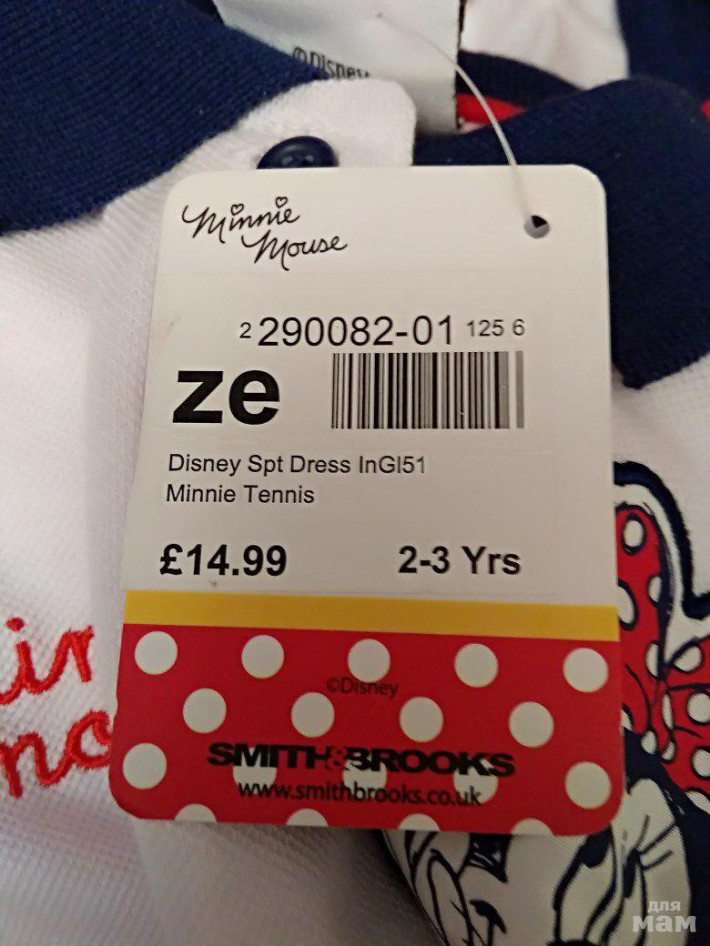 ©Disney
Minnie
Mouse
2 290082-01 125 6
ze
Disney Spt Dress InGl51
Minnie Tennis
£14.99 2-3 Yrs
©Disney
SMITH&BROOKS
www.smithbrooks.co.uk
для
мам